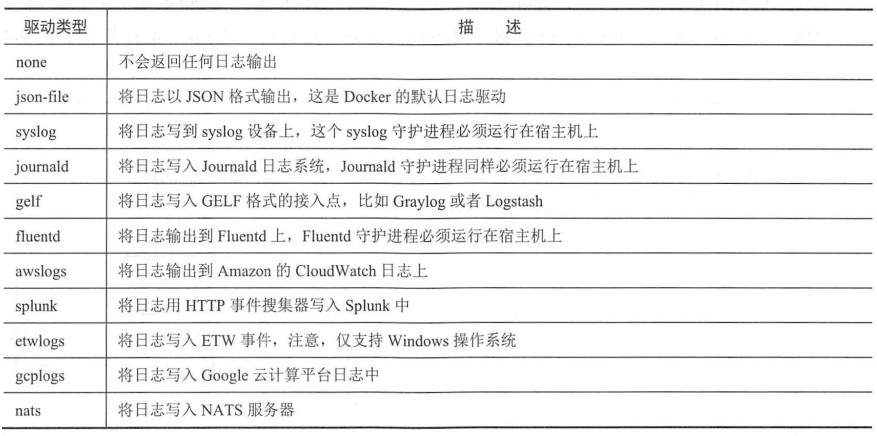 驱动类型 描 述
none 不会返回任何日志输出
json-file 将日志以 JSON 格式输出，这是 Docker 的默认日志驱动
syslog 将日志写到 syslog 设备上，这个 syslog 守护进程必须运行在宿主机上
journald 将日志写入 Journald 日志系统，Journald 守护进程同样必须运行在宿主机上
gelf 将日志写入 GELF 格式的接入点，比如 Graylog 或者 Logstash
fluentd 将日志输出到 Fluentd 上，Fluentd 守护进程必须运行在宿主机上
awslogs 将日志输出到 Amazon 的 CloudWatch 日志上
splunk 将日志用 HTTP 事件搜集器写入 Splunk 中
etwlogs 将日志写入 ETW 事件，注意，仅支持 Windows 操作系统
gcplogs 将日志写入 Google 云计算平台日志中
nats 将日志写入 NATS 服务器